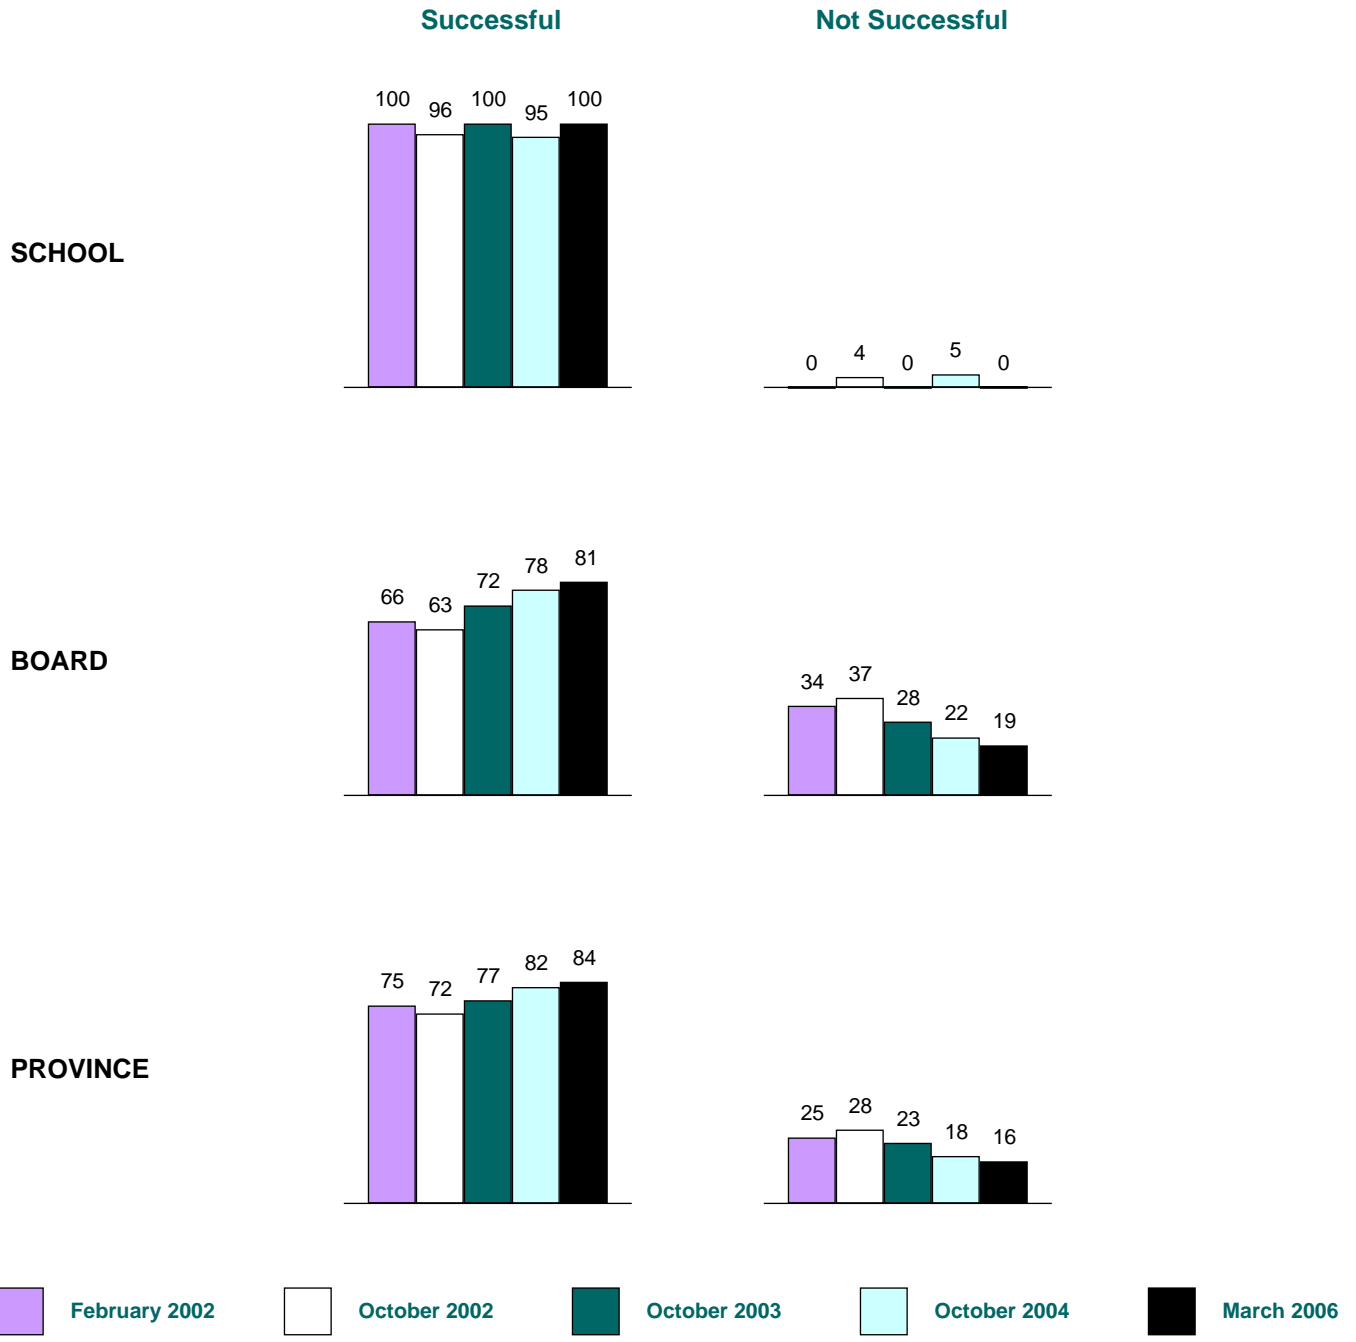 Successful Not Successful
100 96 100 95 100
SCHOOL
0 4 0 5 0
66 63 72 78 81
BOARD
34 37 28 22 19
75 72 77 82 84
PROVINCE
25 28 23 18 16
February 2002 October 2002 October 2003 October 2004 March 2006